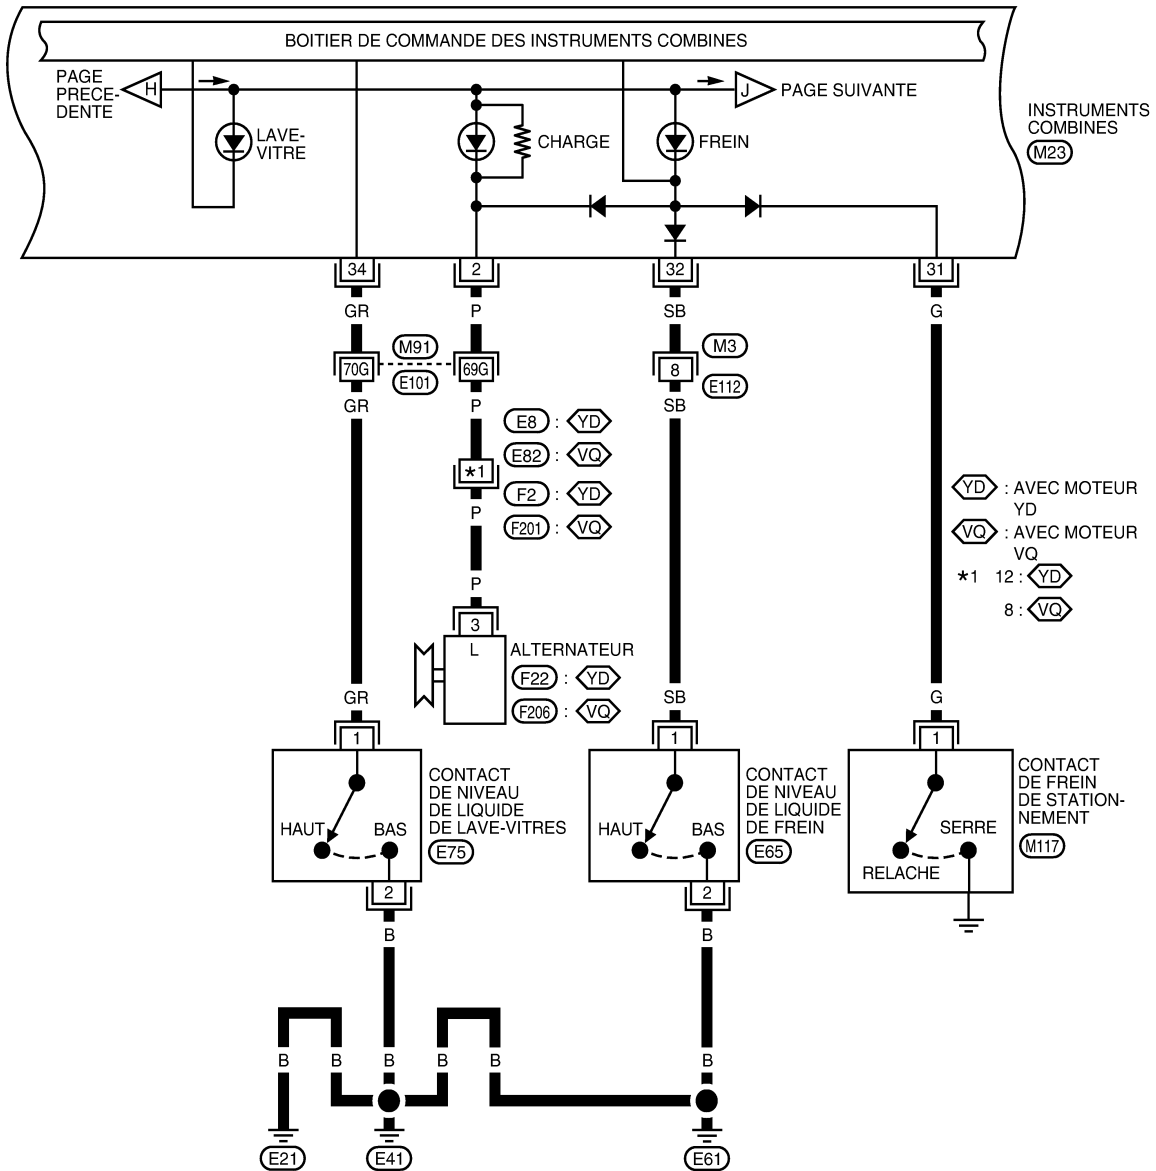 BOITIER DE COMMANDE DES INSTRUMENTS COMBINES
PAGE
PRECE-
DENTE
H
J
PAGE SUIVANTE
LAVE-
VITRE
CHARGE
FREIN
INSTRUMENTS
COMBINES
M23
34
2
32
31
GR
P
SB
G
M91
M3
70G
69G
8
E101
E112
GR
P
SB
E8 : YD
E82 : VQ
*1
F2 : YD
F201 : VQ
P
YD : AVEC MOTEUR
YD
VQ : AVEC MOTEUR
VQ
*1 12 : YD
8 : VQ
P
3
L
ALTERNATEUR
F22 : YD
F206 : VQ
GR
SB
G
1
1
1
CONTACT
DE NIVEAU
DE LIQUIDE
DE LAVE-VITRES
E75
HAUT
BAS
CONTACT
DE NIVEAU
DE LIQUIDE
DE FREIN
E65
HAUT
BAS
CONTACT
DE FREIN
DE STATION-
NEMENT
M117
SERRE
RELACHE
2
2
B
B
B
B
B
B
B
B
E21
E41
E61